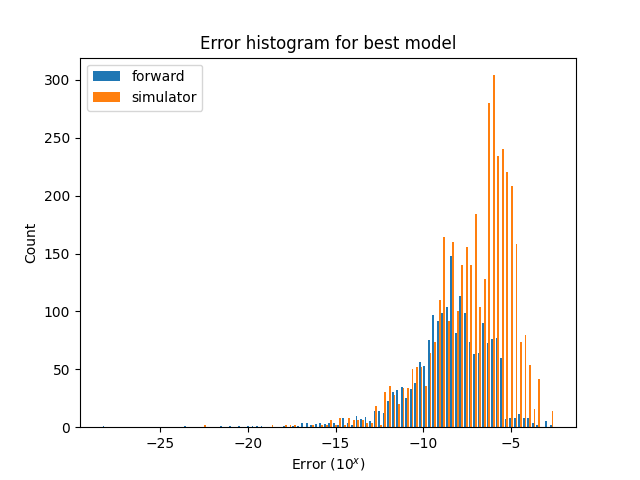 Error histogram for best model
forward
simulator
300
250
200
150
100
50
0
Count
−25 −20 −15 −10 −5
Error (10^x)